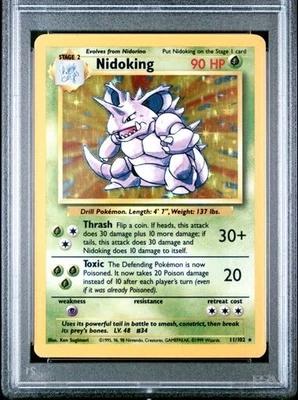 STAGE 2
Evolves from Nidorino
Put Nidoking on the Stage 1 card
Nidoking
90 HP
Drill Pokémon. Length: 4' 7", Weight: 137 lbs.
Thrash Flip a coin. If heads, this attack
does 30 damage plus 10 more damage; if
tails, this attack does 30 damage and
Nidoking does 10 damage to itself.
30+
Toxic The Defending Pokémon is now
Poisoned. It now takes 20 Poison damage
instead of 10 after each player's turn (even
if it was already Poisoned).
20
weakness
resistance
retreat cost
Uses its powerful tail in battle to smash, constrict, then break
its prey's bones. LV. 48 #34
Illus. Ken Sugimori
©1995, 96, 98 Nintendo, Creatures, GAMEFREAK. ©1999 Wizards.
11/102 ★